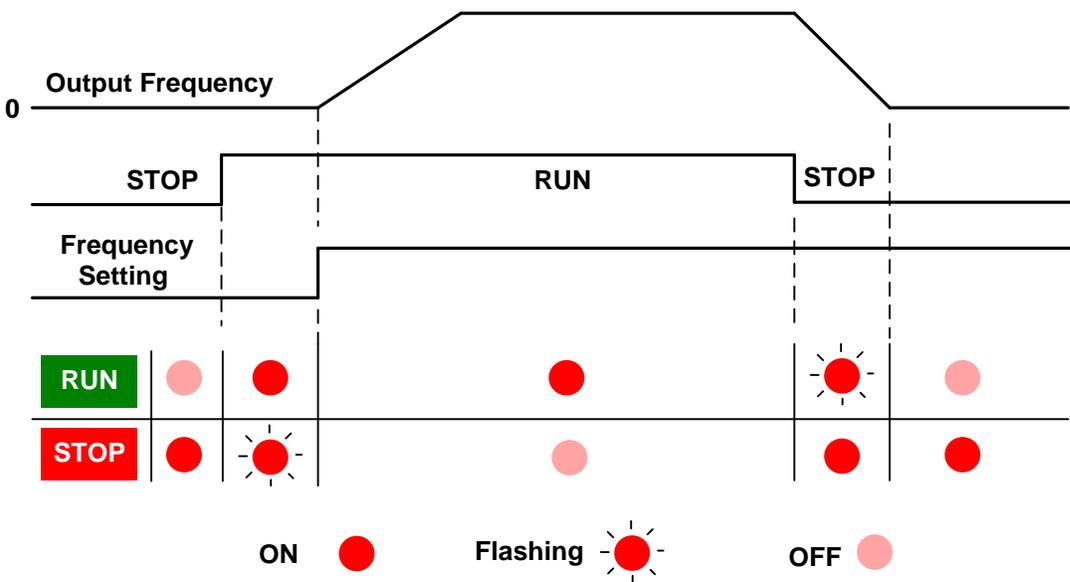 Output Frequency
0
STOP
RUN
STOP
Frequency
Setting
RUN
STOP
ON
Flashing
OFF